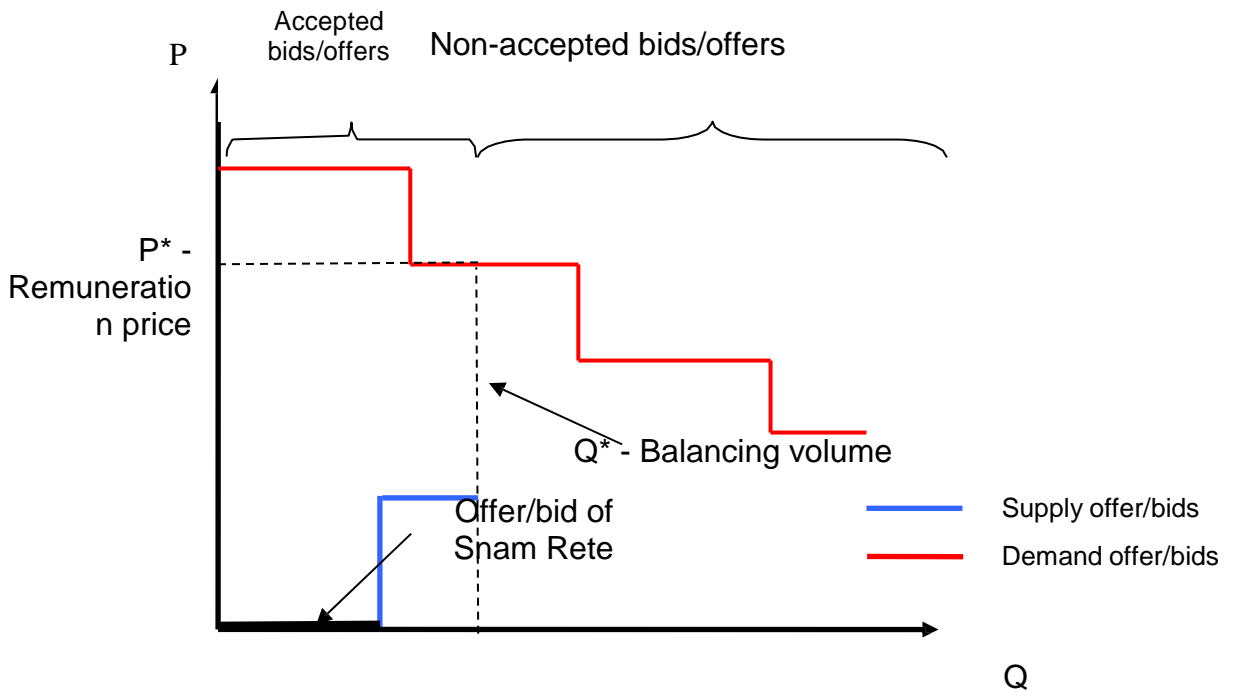 Accepted
bids/offers
Non-accepted bids/offers
P
P* -
Remuneratio
n price
Q* - Balancing volume
Offer/bid of
Snam Rete
Supply offer/bids
Demand offer/bids
Q